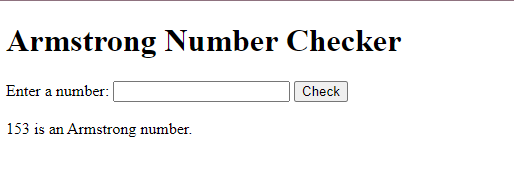 Armstrong Number Checker
Enter a number: Check
153 is an Armstrong number.